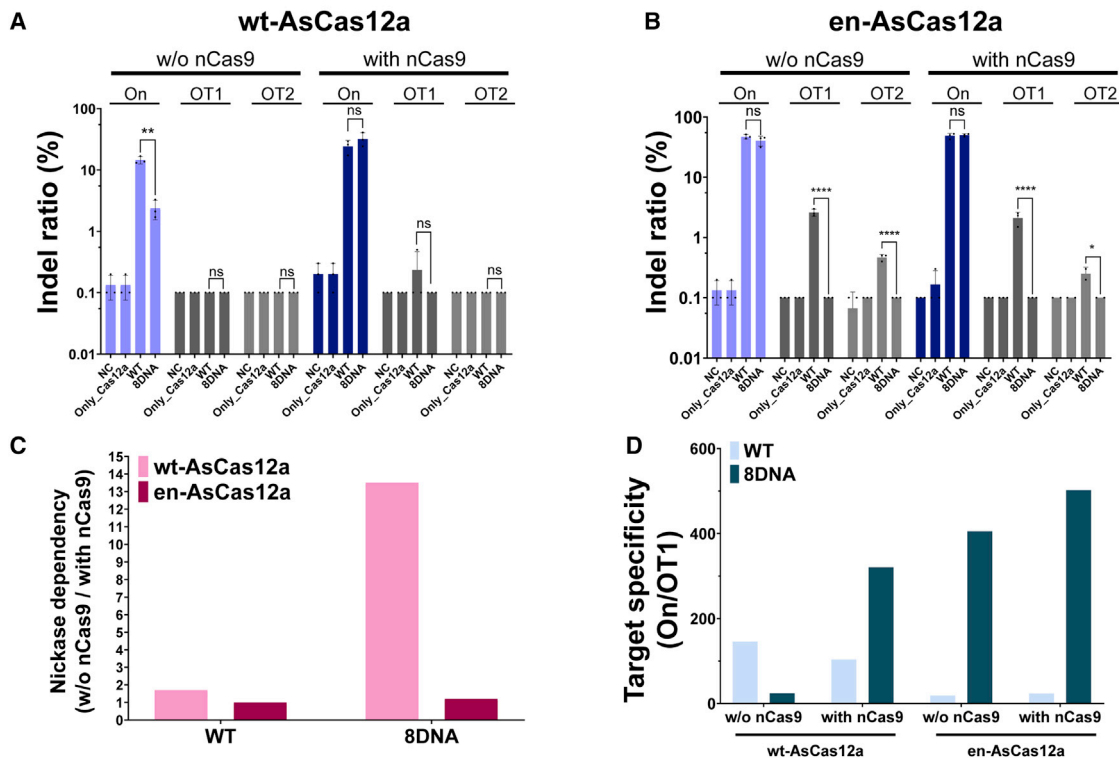 A
wt-AsCas12a
w/o nCas9
with nCas9
On
OT1
OT2
On
OT1
OT2
Indel ratio (%)
100
10
1
0.1
0.01
**
ns
ns
ns
ns
ns
NC
Only_Cas12a
WT
8DNA
NC
Only_Cas12a
WT
8DNA
NC
Only_Cas12a
WT
8DNA
NC
Only_Cas12a
WT
8DNA
NC
Only_Cas12a
WT
8DNA
NC
Only_Cas12a
WT
8DNA
B
en-AsCas12a
w/o nCas9
with nCas9
On
OT1
OT2
On
OT1
OT2
Indel ratio (%)
100
10
1
0.1
0.01
ns
****
****
ns
****
*
NC
Only_Cas12a
WT
8DNA
NC
Only_Cas12a
WT
8DNA
NC
Only_Cas12a
WT
8DNA
NC
Only_Cas12a
WT
8DNA
NC
Only_Cas12a
WT
8DNA
NC
Only_Cas12a
WT
8DNA
C
Nickase dependency
(w/o nCas9 / with nCas9)
15
14
13
12
11
10
9
8
7
6
5
4
3
2
1
0
wt-AsCas12a
en-AsCas12a
WT
8DNA
D
Target specificity
(On/OT1)
600
400
200
0
WT
8DNA
w/o nCas9
with nCas9
w/o nCas9
with nCas9
wt-AsCas12a
en-AsCas12a